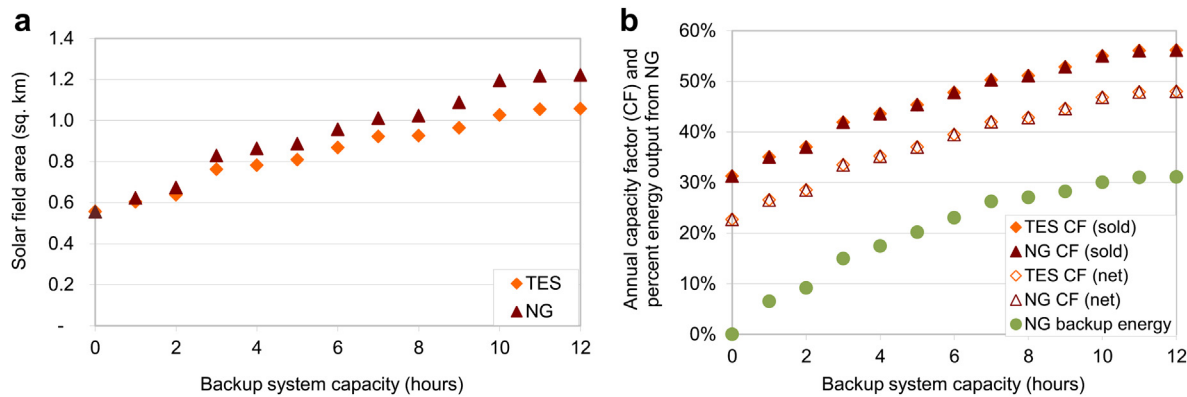 a
Solar field area (sq. km)
1.4
1.2
1.0
0.8
0.6
0.4
0.2
-
0 2 4 6 8 10 12
Backup system capacity (hours)
TES
NG
b
Annual capacity factor (CF) and
percent energy output from NG
60%
50%
40%
30%
20%
10%
0%
0 2 4 6 8 10 12
Backup system capacity (hours)
TES CF (sold)
NG CF (sold)
TES CF (net)
NG CF (net)
NG backup energy